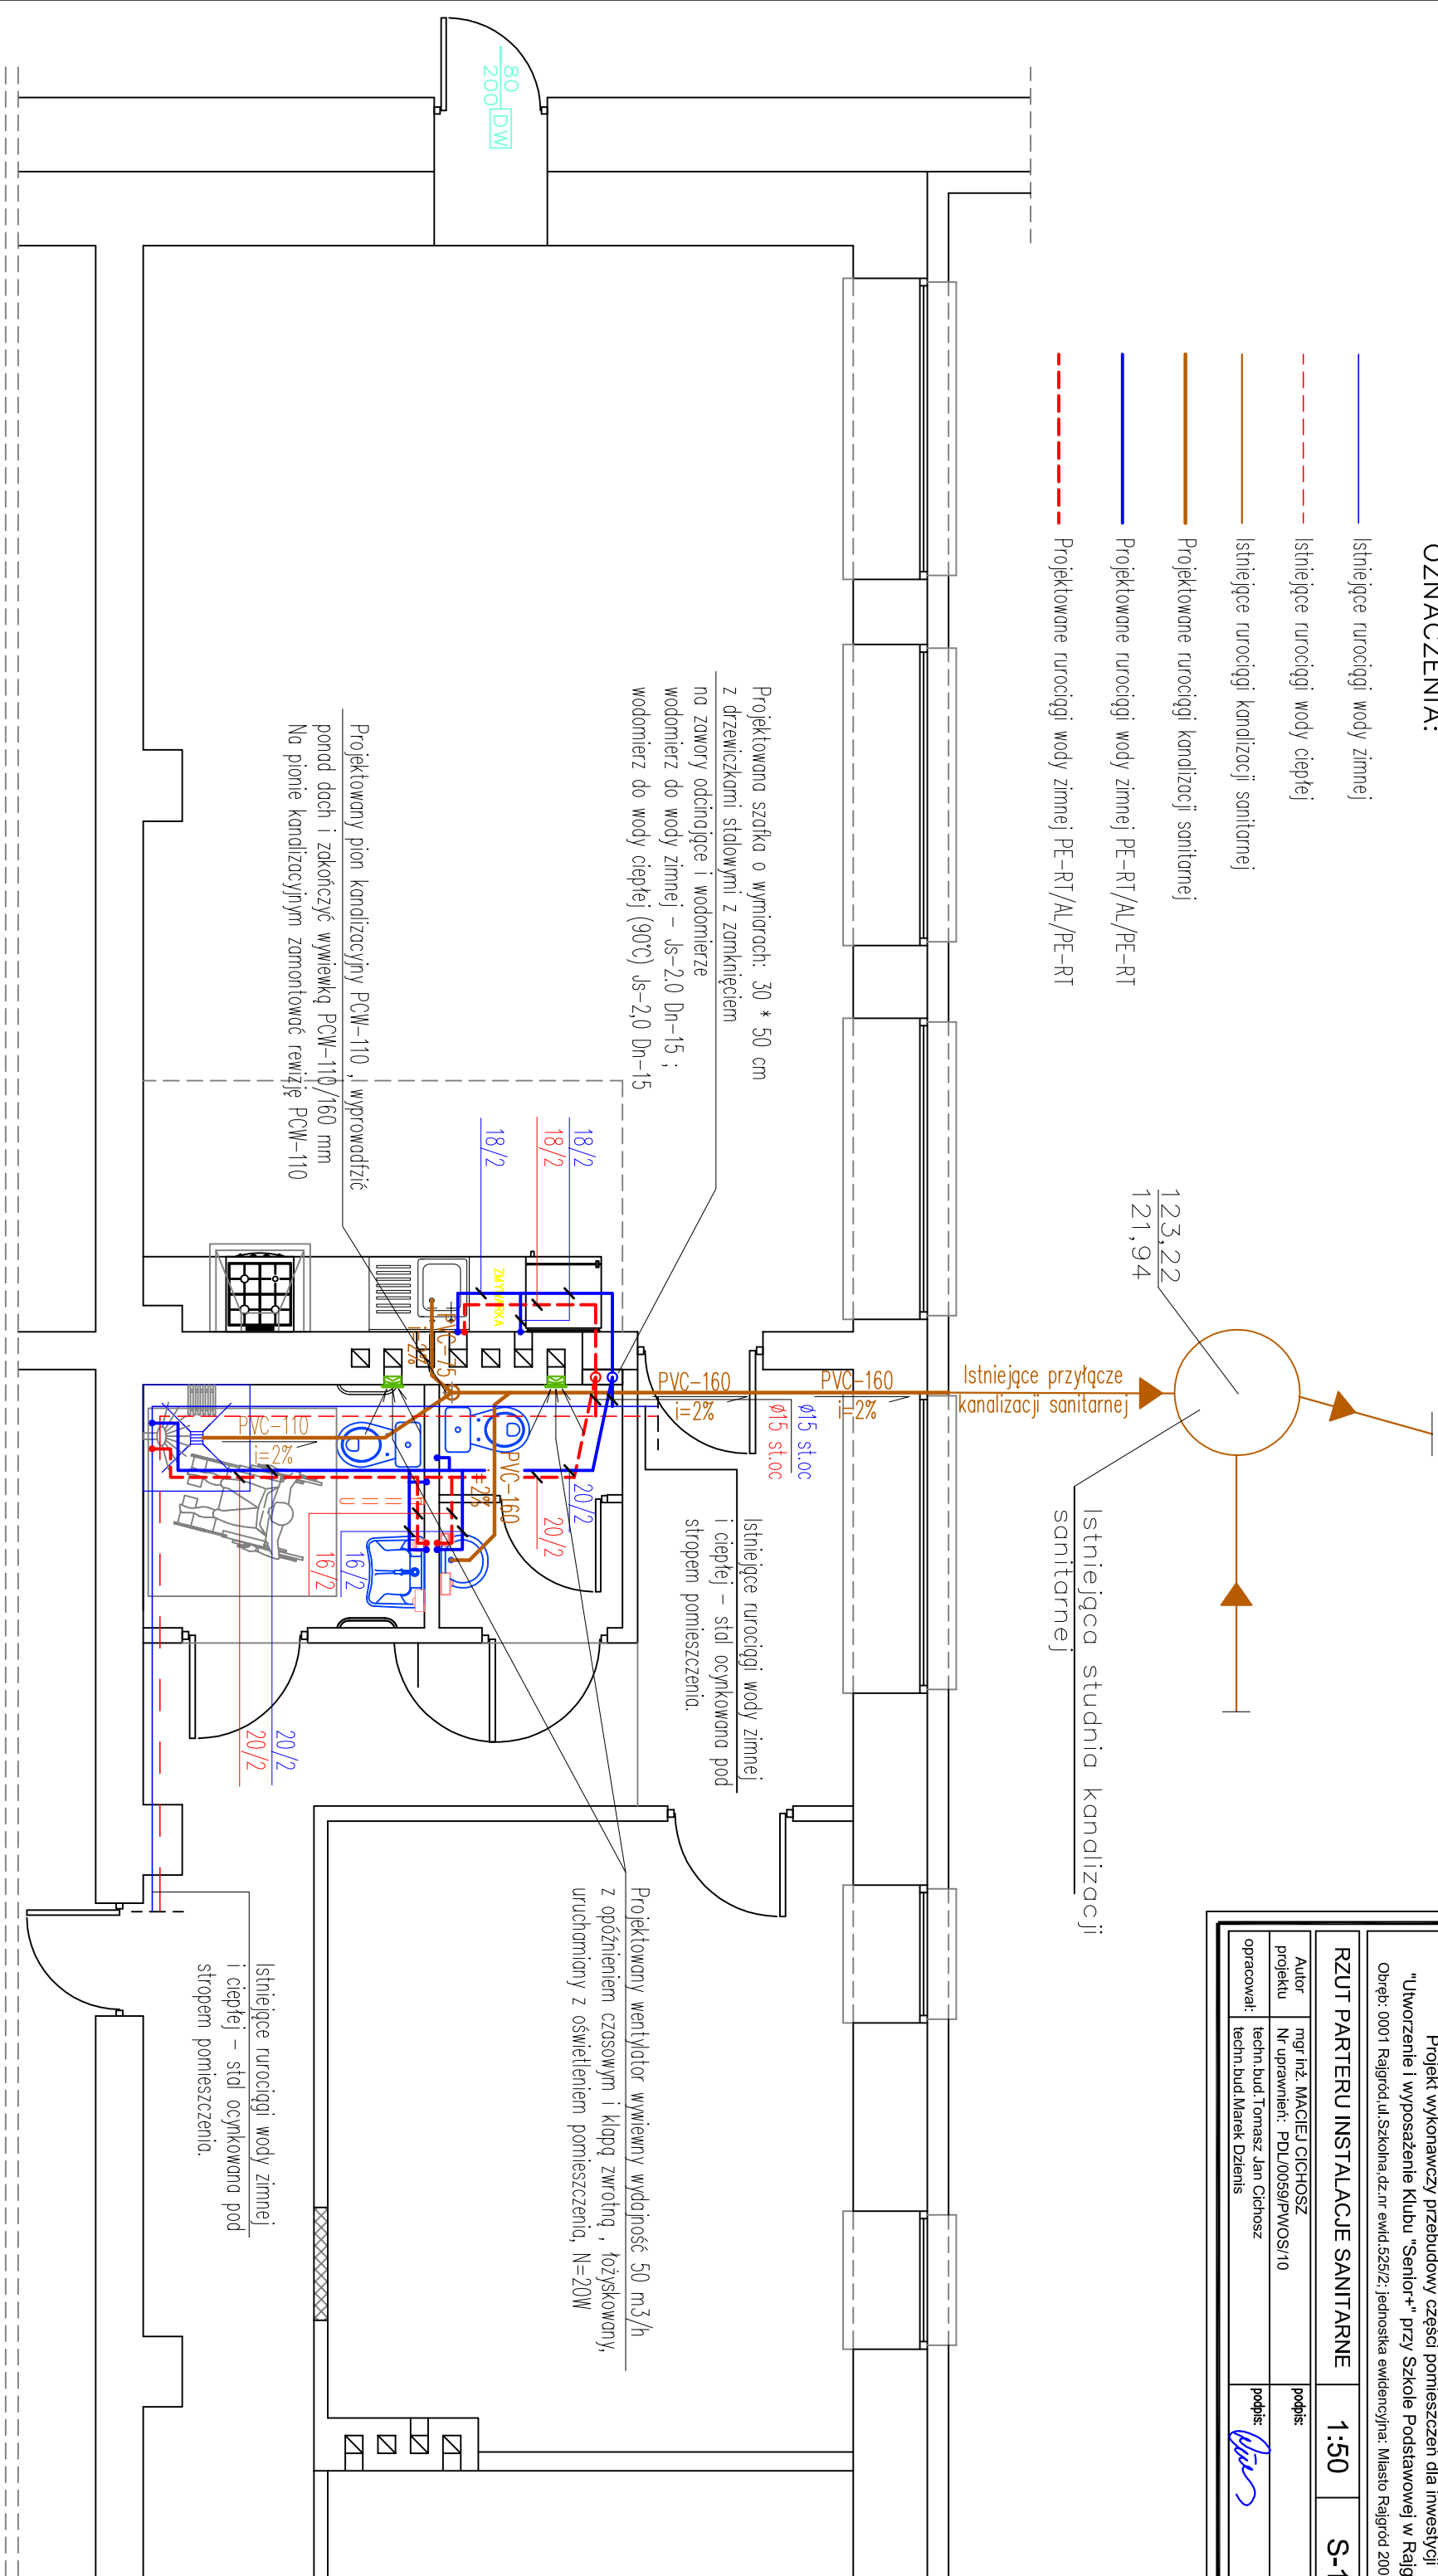 OZNACZENIA:
Istniejące rurociągi wody zimnej
Istniejące rurociągi wody ciepłej
Istniejące rurociągi kanalizacji sanitarnej
Projektowane rurociągi kanalizacji sanitarnej
Projektowane rurociągi wody zimnej PE-RT/AL/PE-RT
Projektowane rurociągi wody zimnej PE-RT/AL/PE-RT
80
200 DW
Projektowana szafka o wymiarach: 30 * 50 cm
z drzewiczkami stalowymi z zamknięciem
na zawory odcinające i wodomierze
wodomierz do wody zimnej - Js-2.0 Dn-15 ;
wodomierz do wody ciepłej (90°C) Js-2,0 Dn-15
Projektowany pion kanalizacyjny PCW-110 , wyprowadfzić
ponad dach i zakończyć wywiewką PCW-110/160 mm
Na pionie kanalizacyjnym zamontować rewizję PCW-110
123,22
121,94
18/2
18/2
18/2
PVC-75
i=2%
PVC-160
i=2%
PVC-160
i=2%
Istniejące przyłącze
kanalizacji sanitarnej
ø15 st.oc
ø15 st.oc
PVC-110
i=2%
PVC-160
i=2%
20/2
20/2
16/2
16/2
20/2
20/2
Istniejąca studnia kanalizacji
sanitarnej
Istniejące rurociągi wody zimnej
i ciepłej - stal ocynkowana pod
stropem pomieszczenia.
Projektowany wentylator wywiewny wydajność 50 m3/h
z opóźnieniem czasowym i klapą zwrotną , łożyskowany,
uruchamiany z oświetleniem pomieszczenia, N=20W
Istniejące rurociągi wody zimnej
i ciepłej - stal ocynkowana pod
stropem pomieszczenia.
Projekt wykonawczy przebudowy części pomieszczeń dla inwestycji
"Utworzenie i wyposażenie Klubu "Senior+" przy Szkole Podstawowej w Rajg
Obręb: 0001 Rajgród,ul.Szkolna,dz.nr ewid.525/2; jednostka ewidencyjna: Miasto Rajgród 200
RZUT PARTERU INSTALACJE SANITARNE 1:50 S-1
Autor projektu mgr inż. MACIEJ CICHOSZ podpis:
Nr uprawnień: PDL/0059/PWOS/10
opracował: techn.bud.Tomasz Jan Cichosz podpis:
techn.bud.Marek Dzienis